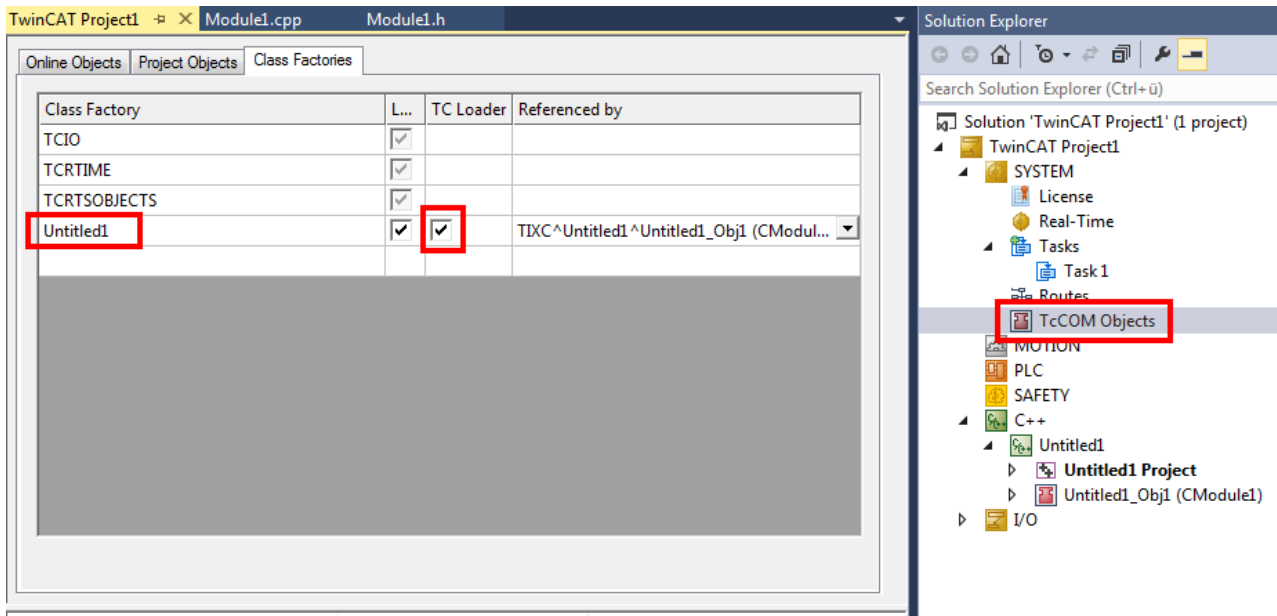 TwinCAT Project1 Module1.cpp Module1.h
Online Objects Project Objects Class Factories
Class Factory L... TC Loader Referenced by
TCIO
TCRTIME
TCRTSOBJECTS
Untitled1 TIXC^Untitled1^Untitled1_Obj1 (CModul...
Solution Explorer
Search Solution Explorer (Ctrl+ü)
Solution 'TwinCAT Project1' (1 project)
TwinCAT Project1
SYSTEM
License
Real-Time
Tasks
Task 1
Routes
TcCOM Objects
MOTION
PLC
SAFETY
C++
Untitled1
Untitled1 Project
Untitled1_Obj1 (CModule1)
I/O